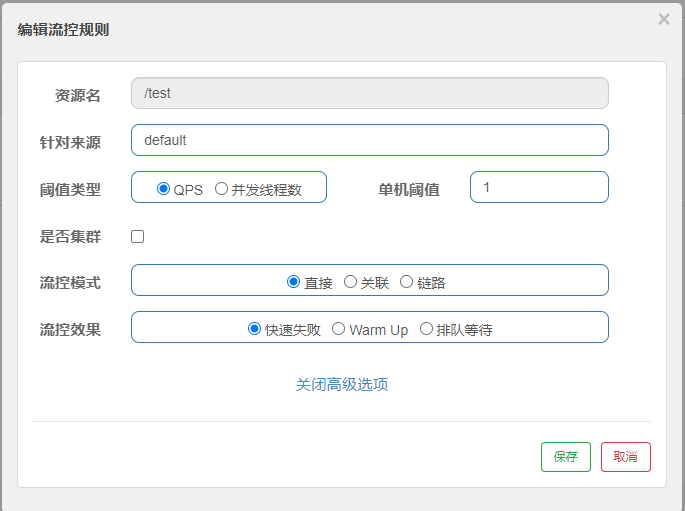 编辑流控规则 ×
资源名 /test
针对来源 default
阈值类型 QPS 并发线程数 单机阈值 1
是否集群
流控模式 直接 关联 链路
流控效果 快速失败 Warm Up 排队等待
关闭高级选项
保存 取消